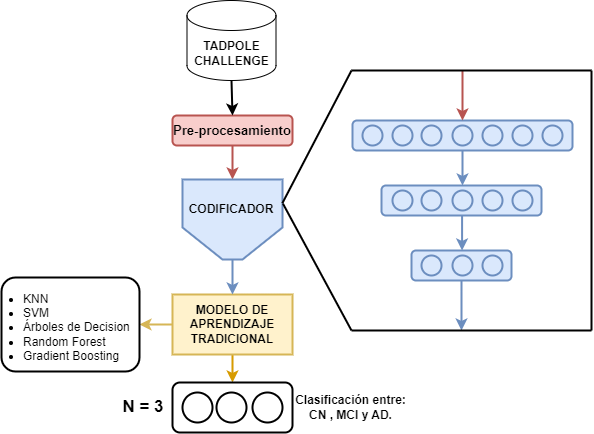 TADPOLE
CHALLENGE
Pre-procesamiento
CODIFICADOR
MODELO DE
APRENDIZAJE
TRADICIONAL
KNN
SVM
Árboles de Decision
Random Forest
Gradient Boosting
N = 3
Clasificación entre:
CN , MCI y AD.